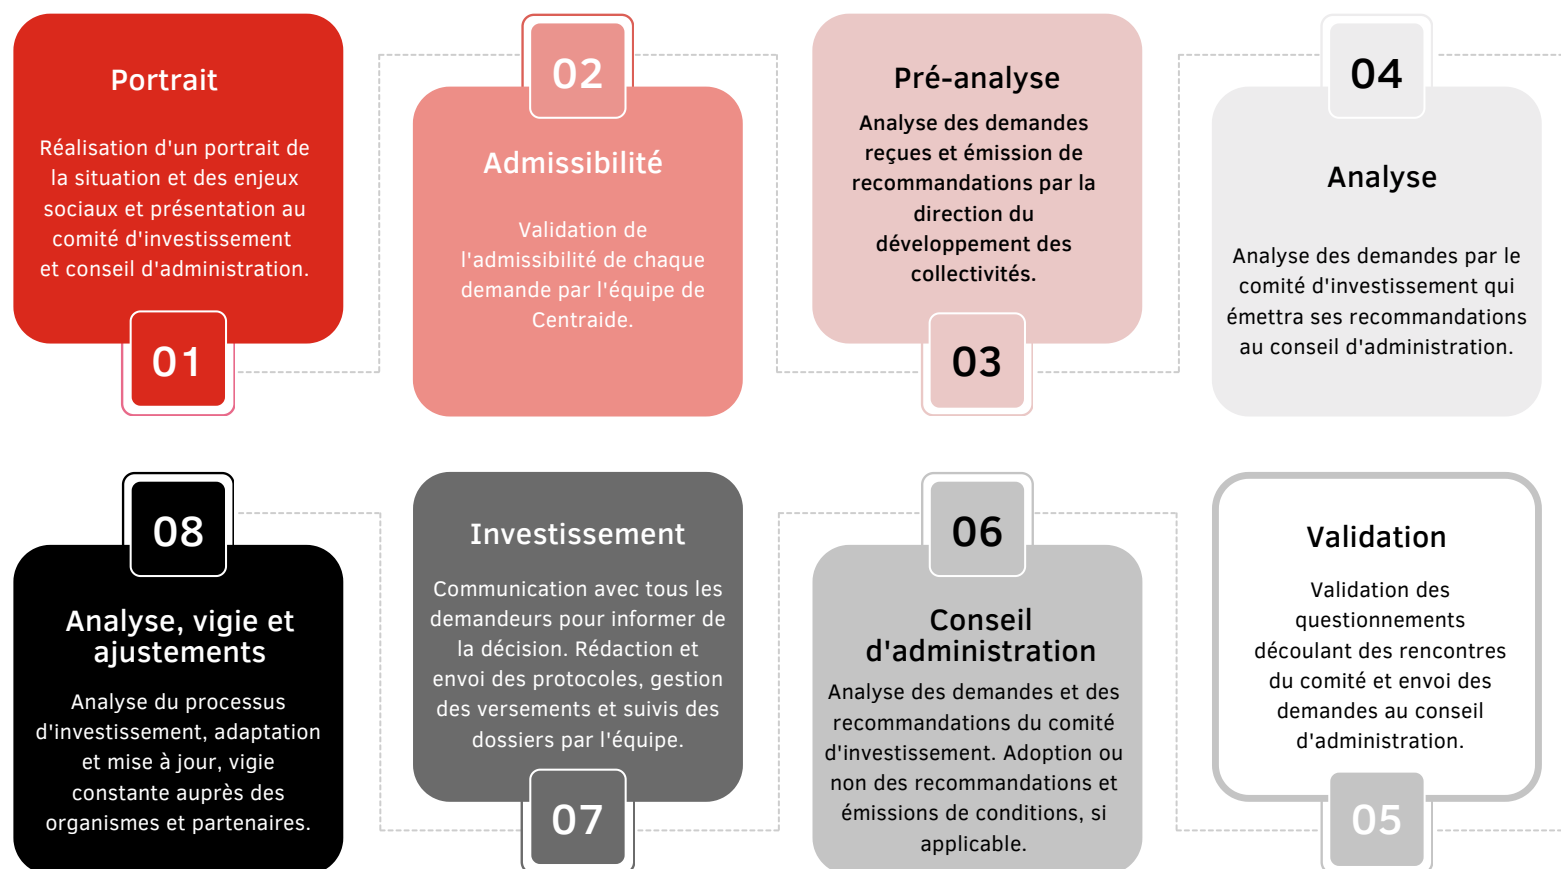 Portrait
Réalisation d'un portrait de
la situation et des enjeux
sociaux et présentation au
comité d'investissement
et conseil d'administration.
01
02
Admissibilité
Validation de
l'admissibilité de chaque
demande par l'équipe de
Centraide.
Pré-analyse
Analyse des demandes
reçues et émission de
recommandations par la
direction du
développement des
collectivités.
03
04
Analyse
Analyse des demandes par le
comité d'investissement qui
émettra ses recommandations
au conseil d'administration.
Validation
Validation des
questionnements
découlant des rencontres
du comité et envoi des
demandes au conseil
d'administration.
05
06
Conseil
d'administration
Analyse des demandes et des
recommandations du comité
d'investissement. Adoption ou
non des recommandations et
émissions de conditions, si
applicable.
Investissement
Communication avec tous les
demandeurs pour informer de
la décision. Rédaction et
envoi des protocoles, gestion
des versements et suivis des
dossiers par l'équipe.
07
08
Analyse, vigie et
ajustements
Analyse du processus
d'investissement, adaptation
et mise à jour, vigie
constante auprès des
organismes et partenaires.